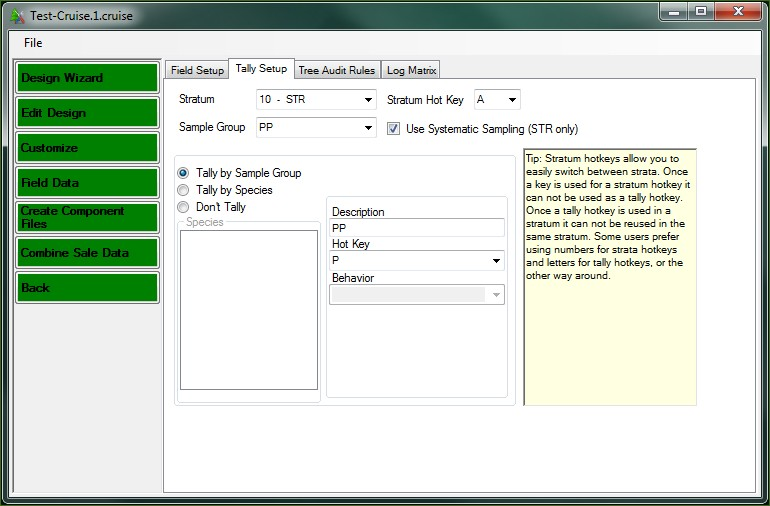 Test-Cruise.1.cruise
File
Design Wizard
Edit Design
Customize
Field Data
Create Component
Files
Combine Sale Data
Back
Field Setup Tally Setup Tree Audit Rules Log Matrix
Stratum 10 - STR Stratum Hot Key A
Sample Group PP Use Systematic Sampling (STR only)
Tally by Sample Group
Tally by Species
Don't Tally
Species
Description
PP
Hot Key
P
Behavior
Tip: Stratum hotkeys allow you to
easily switch between strata. Once
a key is used for a stratum hotkey it
can not be used as a tally hotkey.
Once a tally hotkey is used in a
stratum it can not be reused in the
same stratum. Some users prefer
using numbers for strata hotkeys
and letters for tally hotkeys, or the
other way around.